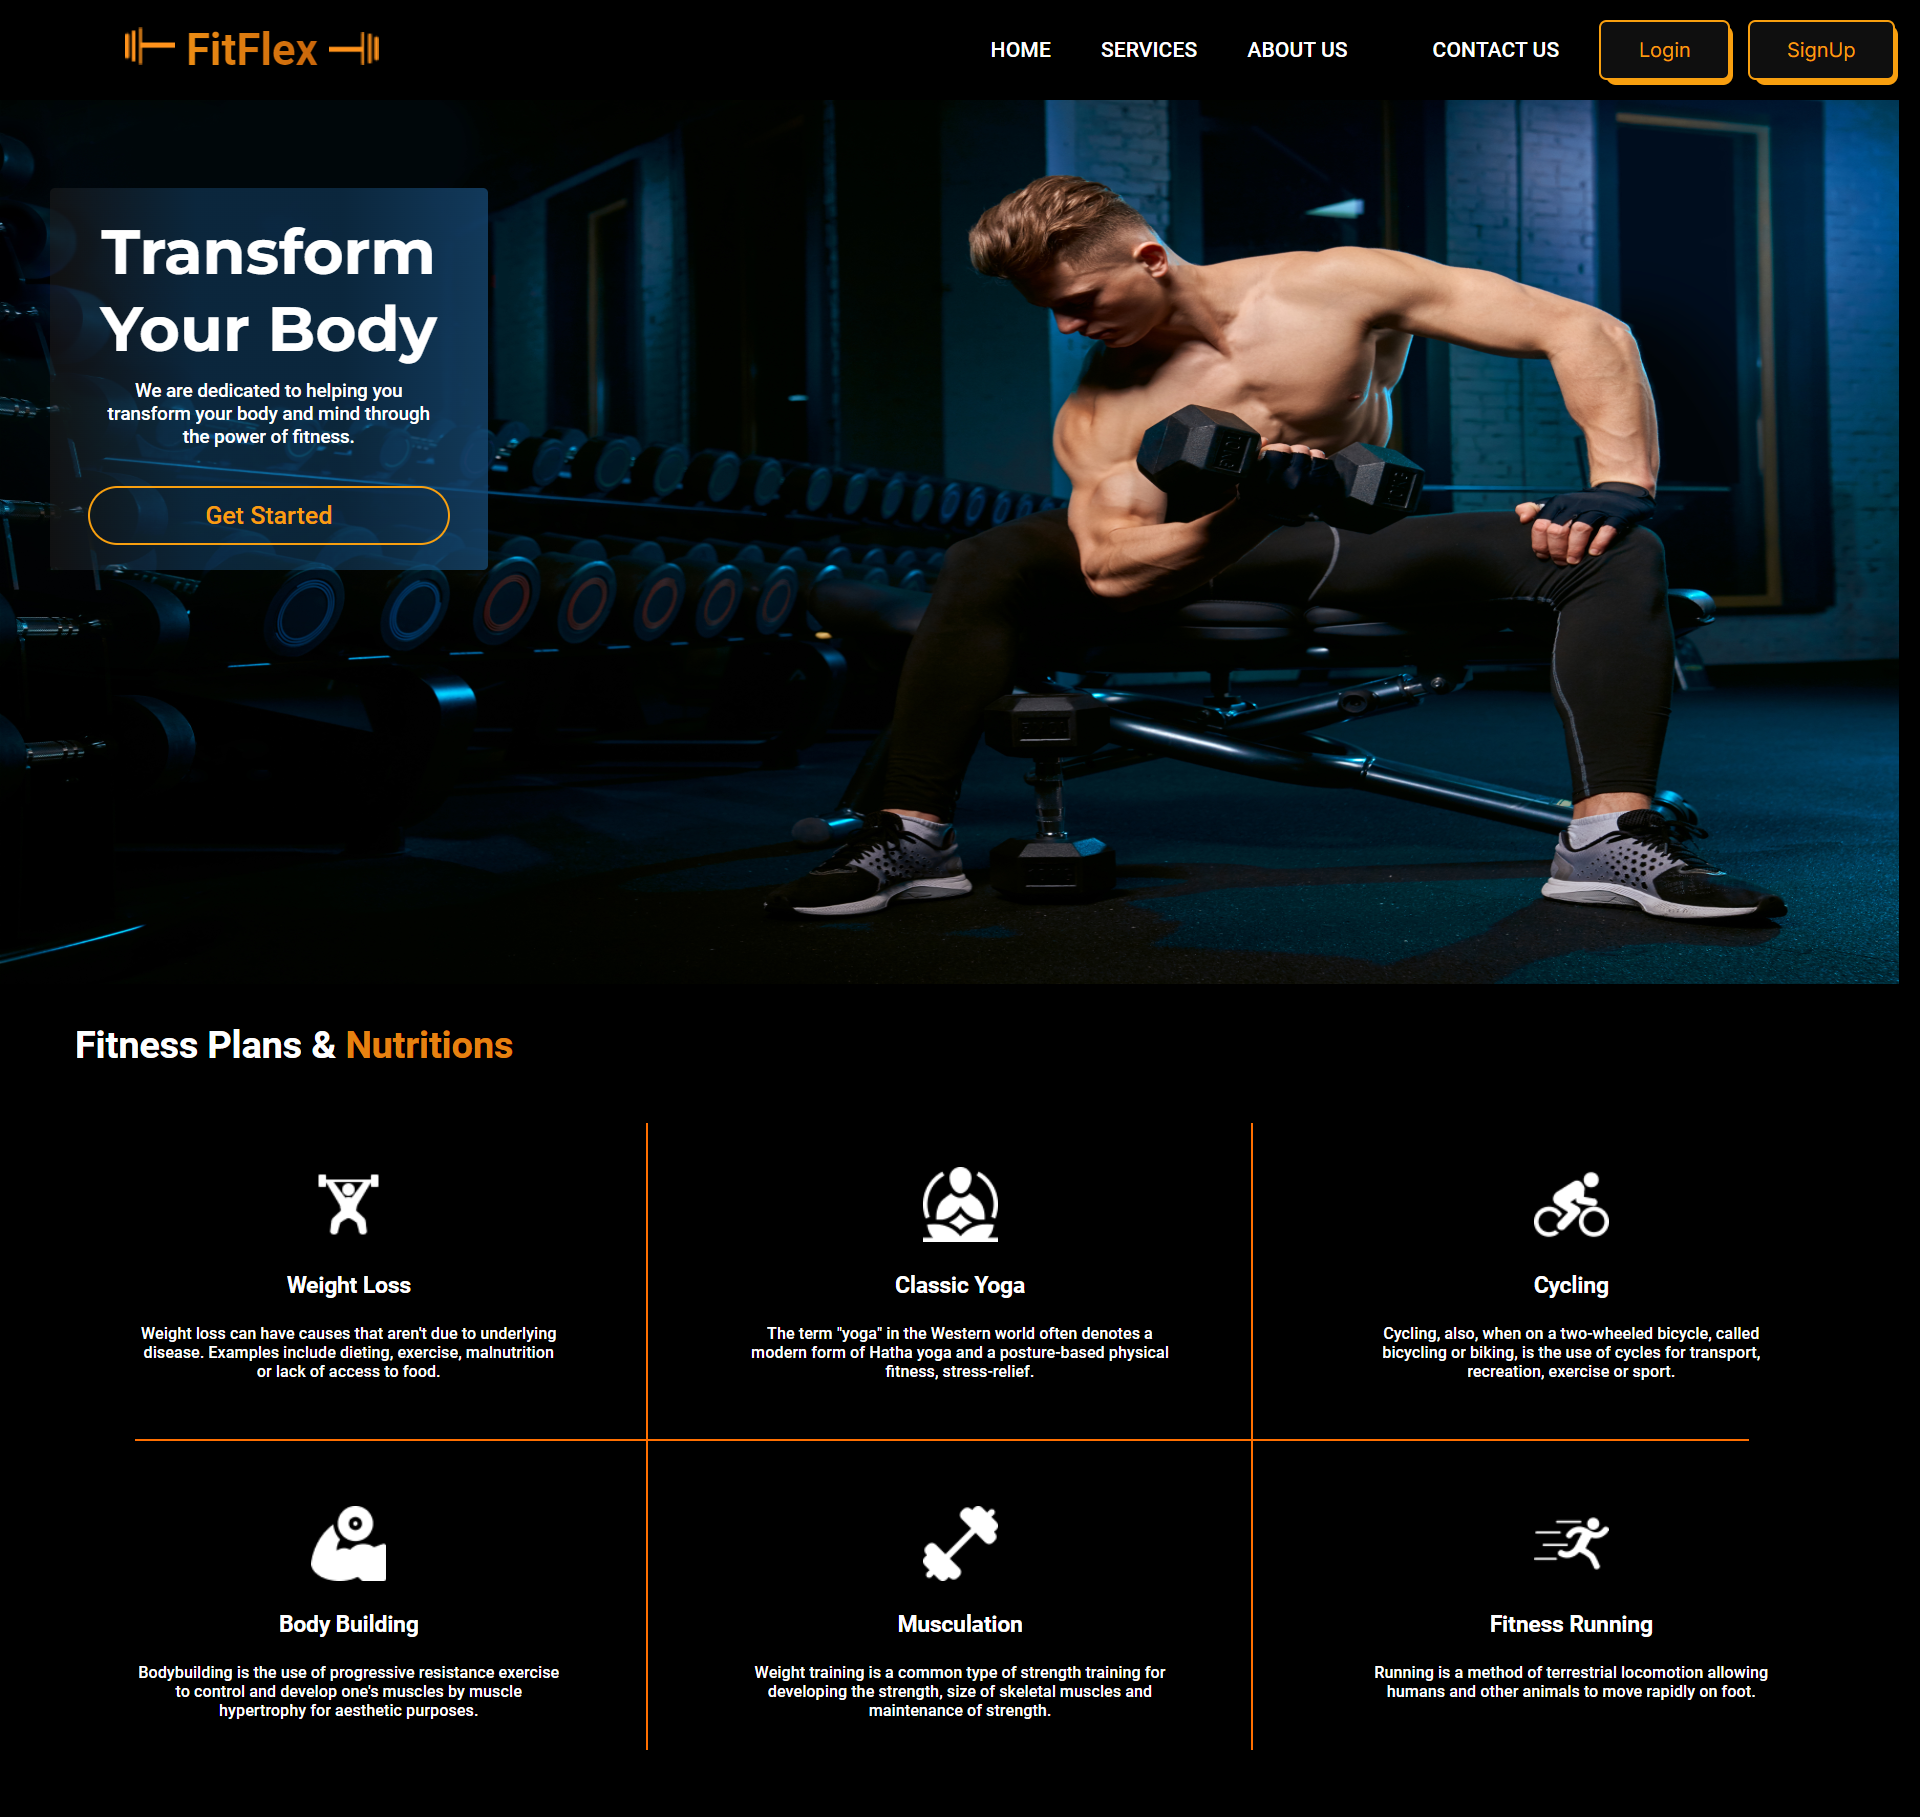 FitFlex
HOME
SERVICES
ABOUT US
CONTACT US
Login
SignUp
Transform
Your Body
We are dedicated to helping you
transform your body and mind through
the power of fitness.
Get Started
Fitness Plans & Nutritions
Weight Loss
Weight loss can have causes that aren't due to underlying
disease. Examples include dieting, exercise, malnutrition
or lack of access to food.
Classic Yoga
The term "yoga" in the Western world often denotes a
modern form of Hatha yoga and a posture-based physical
fitness, stress-relief.
Cycling
Cycling, also, when on a two-wheeled bicycle, called
bicycling or biking, is the use of cycles for transport,
recreation, exercise or sport.
Body Building
Bodybuilding is the use of progressive resistance exercise
to control and develop one's muscles by muscle
hypertrophy for aesthetic purposes.
Musculation
Weight training is a common type of strength training for
developing the strength, size of skeletal muscles and
maintenance of strength.
Fitness Running
Running is a method of terrestrial locomotion allowing
humans and other animals to move rapidly on foot.